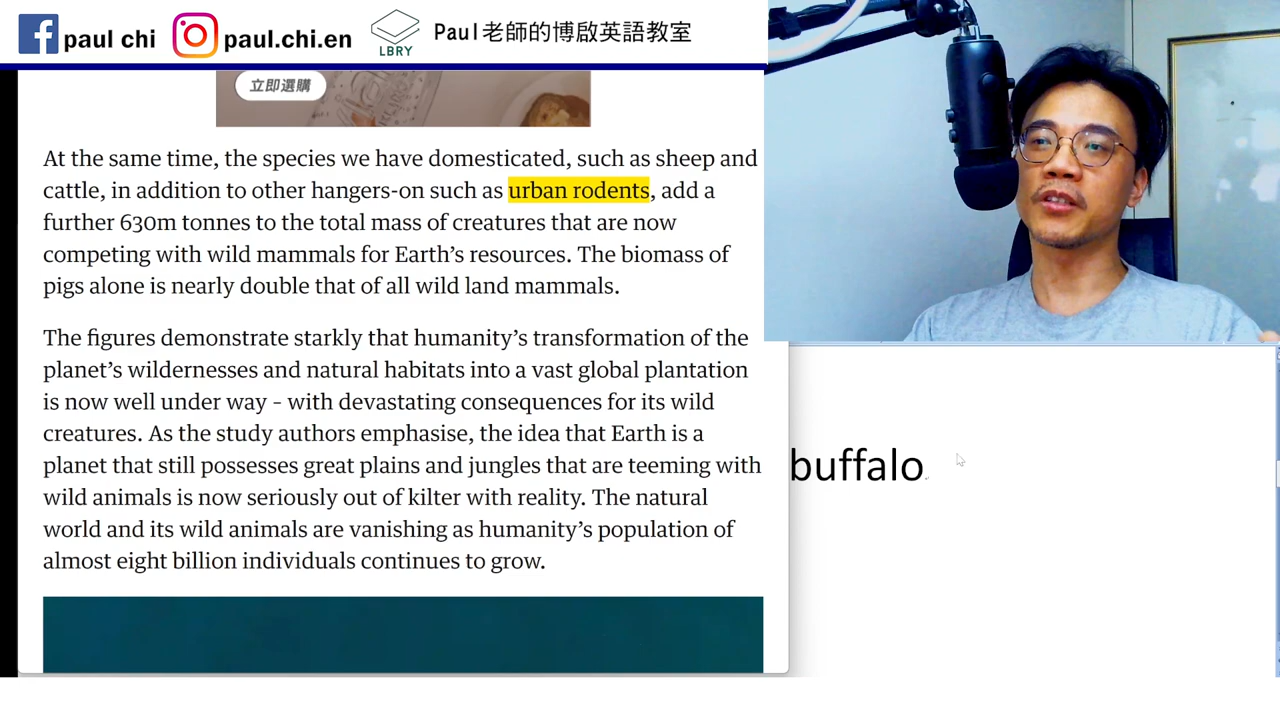 paul chi
paul.chi.en
LBRY
Paul老師的博啟英語教室
立即選購
At the same time, the species we have domesticated, such as sheep and
cattle, in addition to other hangers-on such as urban rodents, add a
further 630m tonnes to the total mass of creatures that are now
competing with wild mammals for Earth’s resources. The biomass of
pigs alone is nearly double that of all wild land mammals.
The figures demonstrate starkly that humanity’s transformation of the
planet’s wildernesses and natural habitats into a vast global plantation
is now well under way – with devastating consequences for its wild
creatures. As the study authors emphasise, the idea that Earth is a
planet that still possesses great plains and jungles that are teeming with
wild animals is now seriously out of kilter with reality. The natural
world and its wild animals are vanishing as humanity’s population of
almost eight billion individuals continues to grow.
buffalo